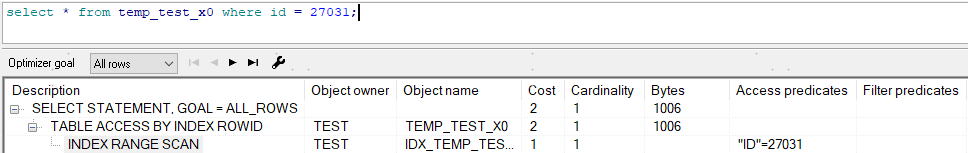 select * from temp_test_x0 where id = 27031;
Optimizer goal All rows
Description Object owner Object name Cost Cardinality Bytes Access predicates Filter predicates
SELECT STATEMENT, GOAL = ALL_ROWS 2 1 1006
TABLE ACCESS BY INDEX ROWID TEST TEMP_TEST_X0 2 1 1006
INDEX RANGE SCAN TEST IDX_TEMP_TES... 1 1 "ID"=27031